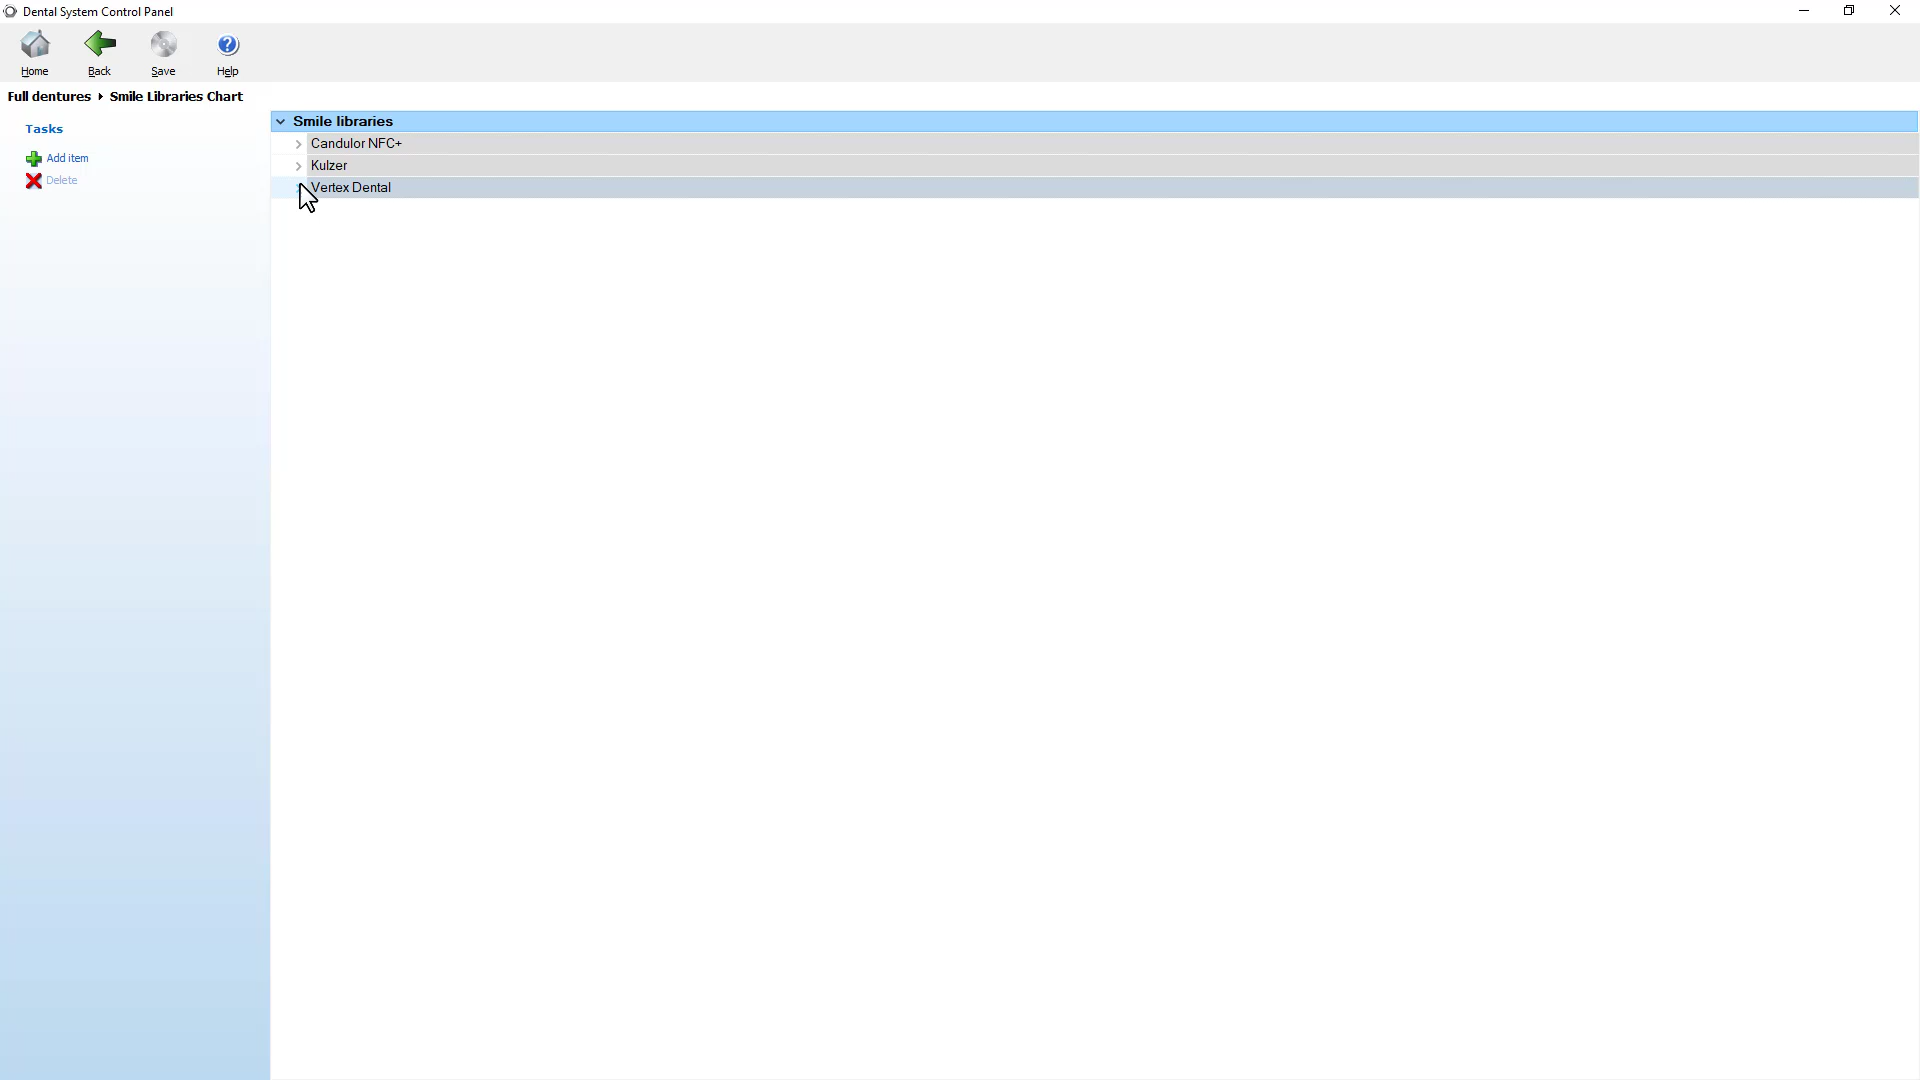 Dental System Control Panel
Home Back Save Help
Full dentures Smile Libraries Chart
Tasks
Add item
Delete
Smile libraries
Candulor NFC+
Kulzer
Vertex Dental